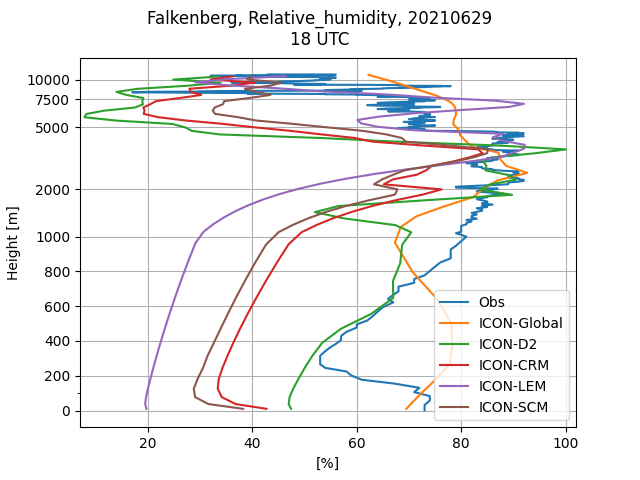 Falkenberg, Relative_humidity, 20210629
18 UTC
10000
7500
5000
2000
1000
800
600
400
200
0
Height [m]
Obs
ICON-Global
ICON-D2
ICON-CRM
ICON-LEM
ICON-SCM
20 40 60 80 100
[%]